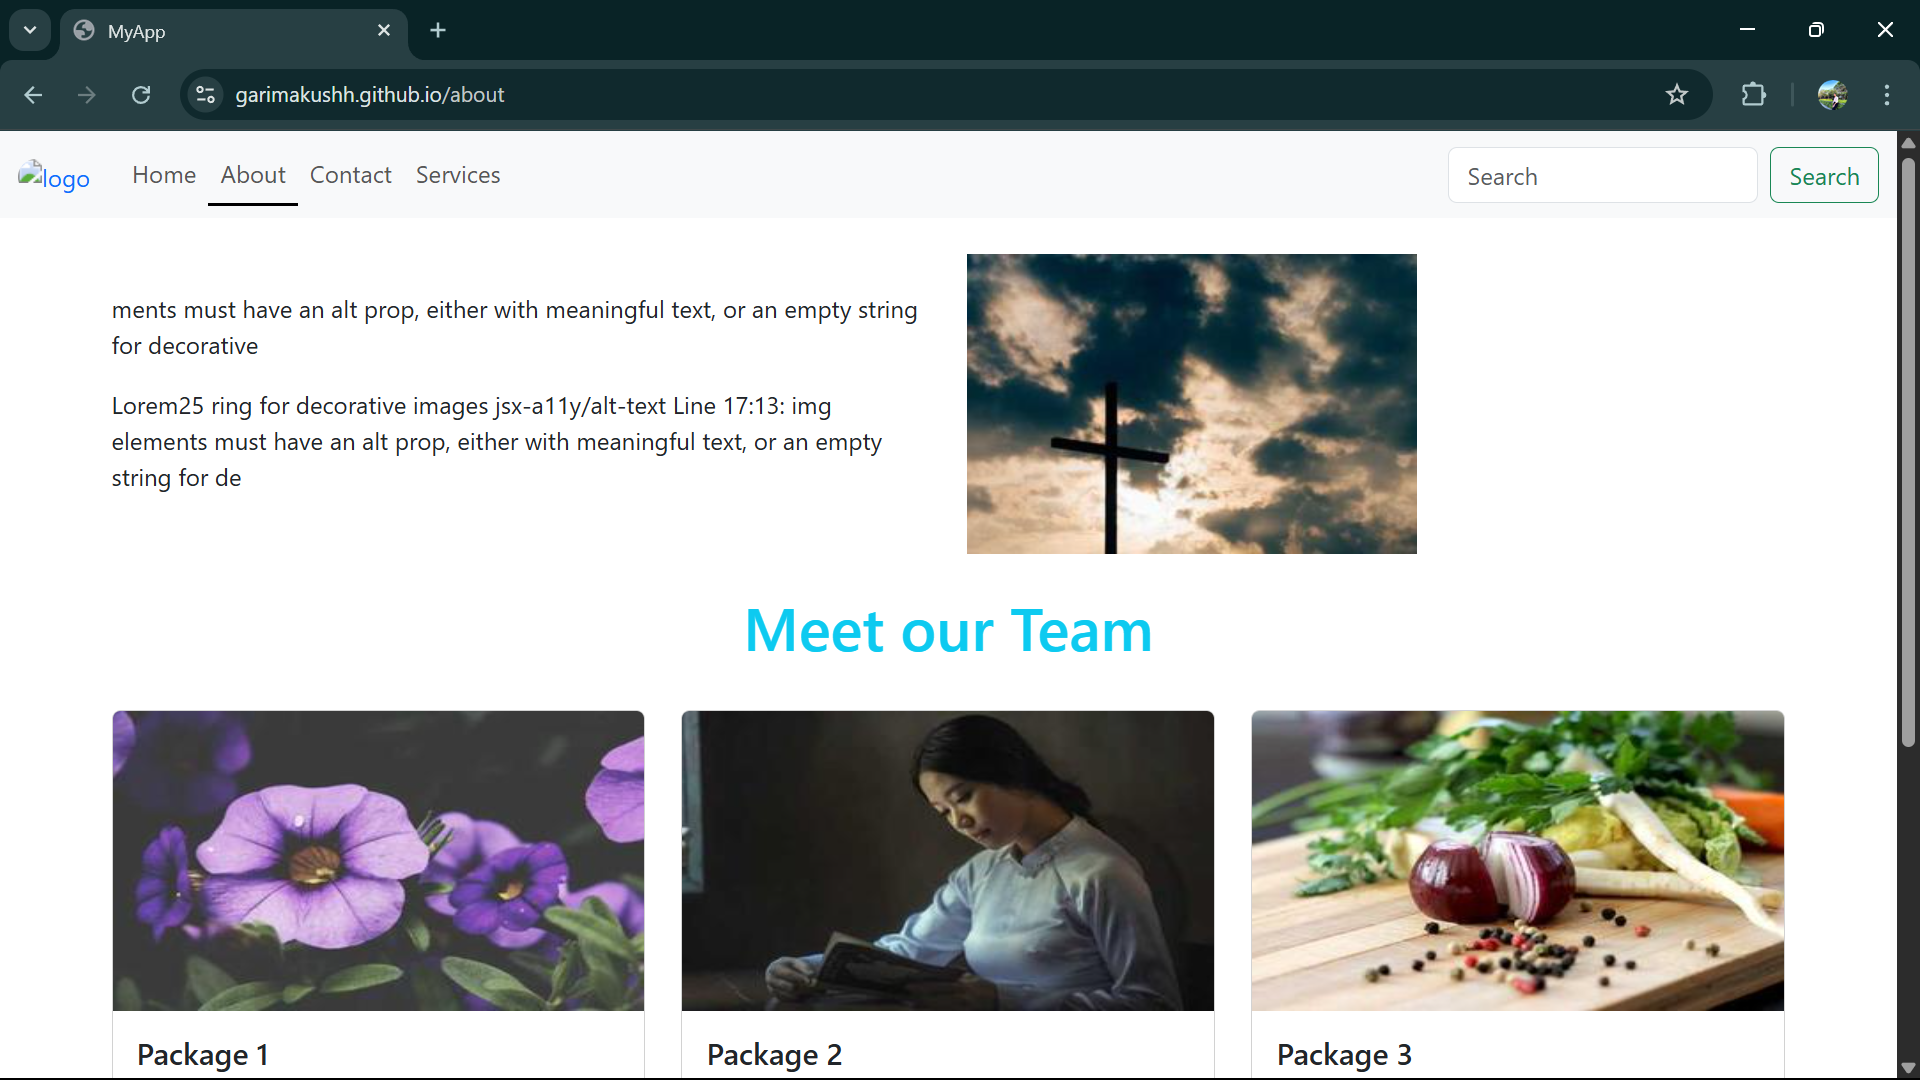 MyApp
garimakushh.github.io/about
logo
Home About Contact Services
Search
Search
ments must have an alt prop, either with meaningful text, or an empty string
for decorative
Lorem25 ring for decorative images jsx-a11y/alt-text Line 17:13: img
elements must have an alt prop, either with meaningful text, or an empty
string for de
Meet our Team
Package 1
Package 2
Package 3